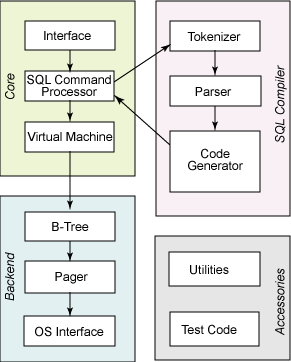 Core
Interface
SQL Command
Processor
Virtual Machine
SQL Compiler
Tokenizer
Parser
Code
Generator
Backend
B-Tree
Pager
OS Interface
Accessories
Utilities
Test Code